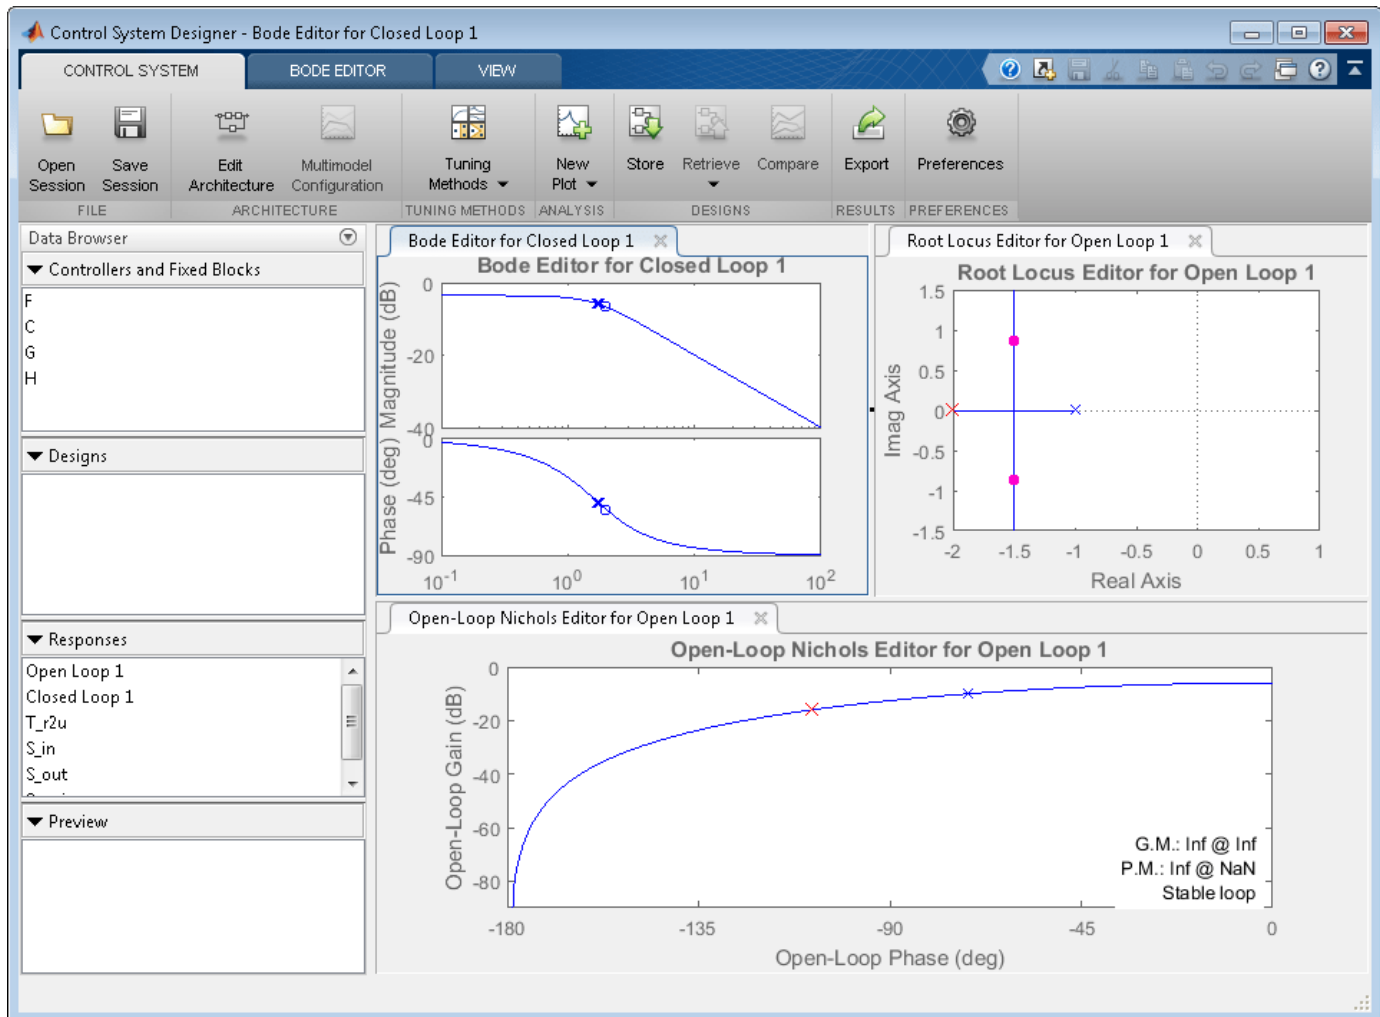 Control System Designer - Bode Editor for Closed Loop 1
CONTROL SYSTEM
BODE EDITOR
VIEW
Open Session
Save Session
Edit Architecture
Multimodel Configuration
Tuning Methods
New Plot
Store
Retrieve
Compare
Export
Preferences
FILE
ARCHITECTURE
TUNING METHODS
ANALYSIS
DESIGNS
RESULTS
PREFERENCES
Data Browser
Controllers and Fixed Blocks
F
C
G
H
Designs
Responses
Open Loop 1
Closed Loop 1
T_r2u
S_in
S_out
Preview
Bode Editor for Closed Loop 1
Bode Editor for Closed Loop 1
Magnitude (dB)
0
-20
-40
Phase (deg)
0
-45
-90
10^-1
10^0
10^1
10^2
Root Locus Editor for Open Loop 1
Root Locus Editor for Open Loop 1
Imag Axis
1.5
1
0.5
0
-0.5
-1
-1.5
-2
-1.5
-1
-0.5
0
0.5
1
Real Axis
Open-Loop Nichols Editor for Open Loop 1
Open-Loop Nichols Editor for Open Loop 1
Open-Loop Gain (dB)
0
-20
-40
-60
-80
G.M.: Inf @ Inf
P.M.: Inf @ NaN
Stable loop
-180
-135
-90
-45
0
Open-Loop Phase (deg)